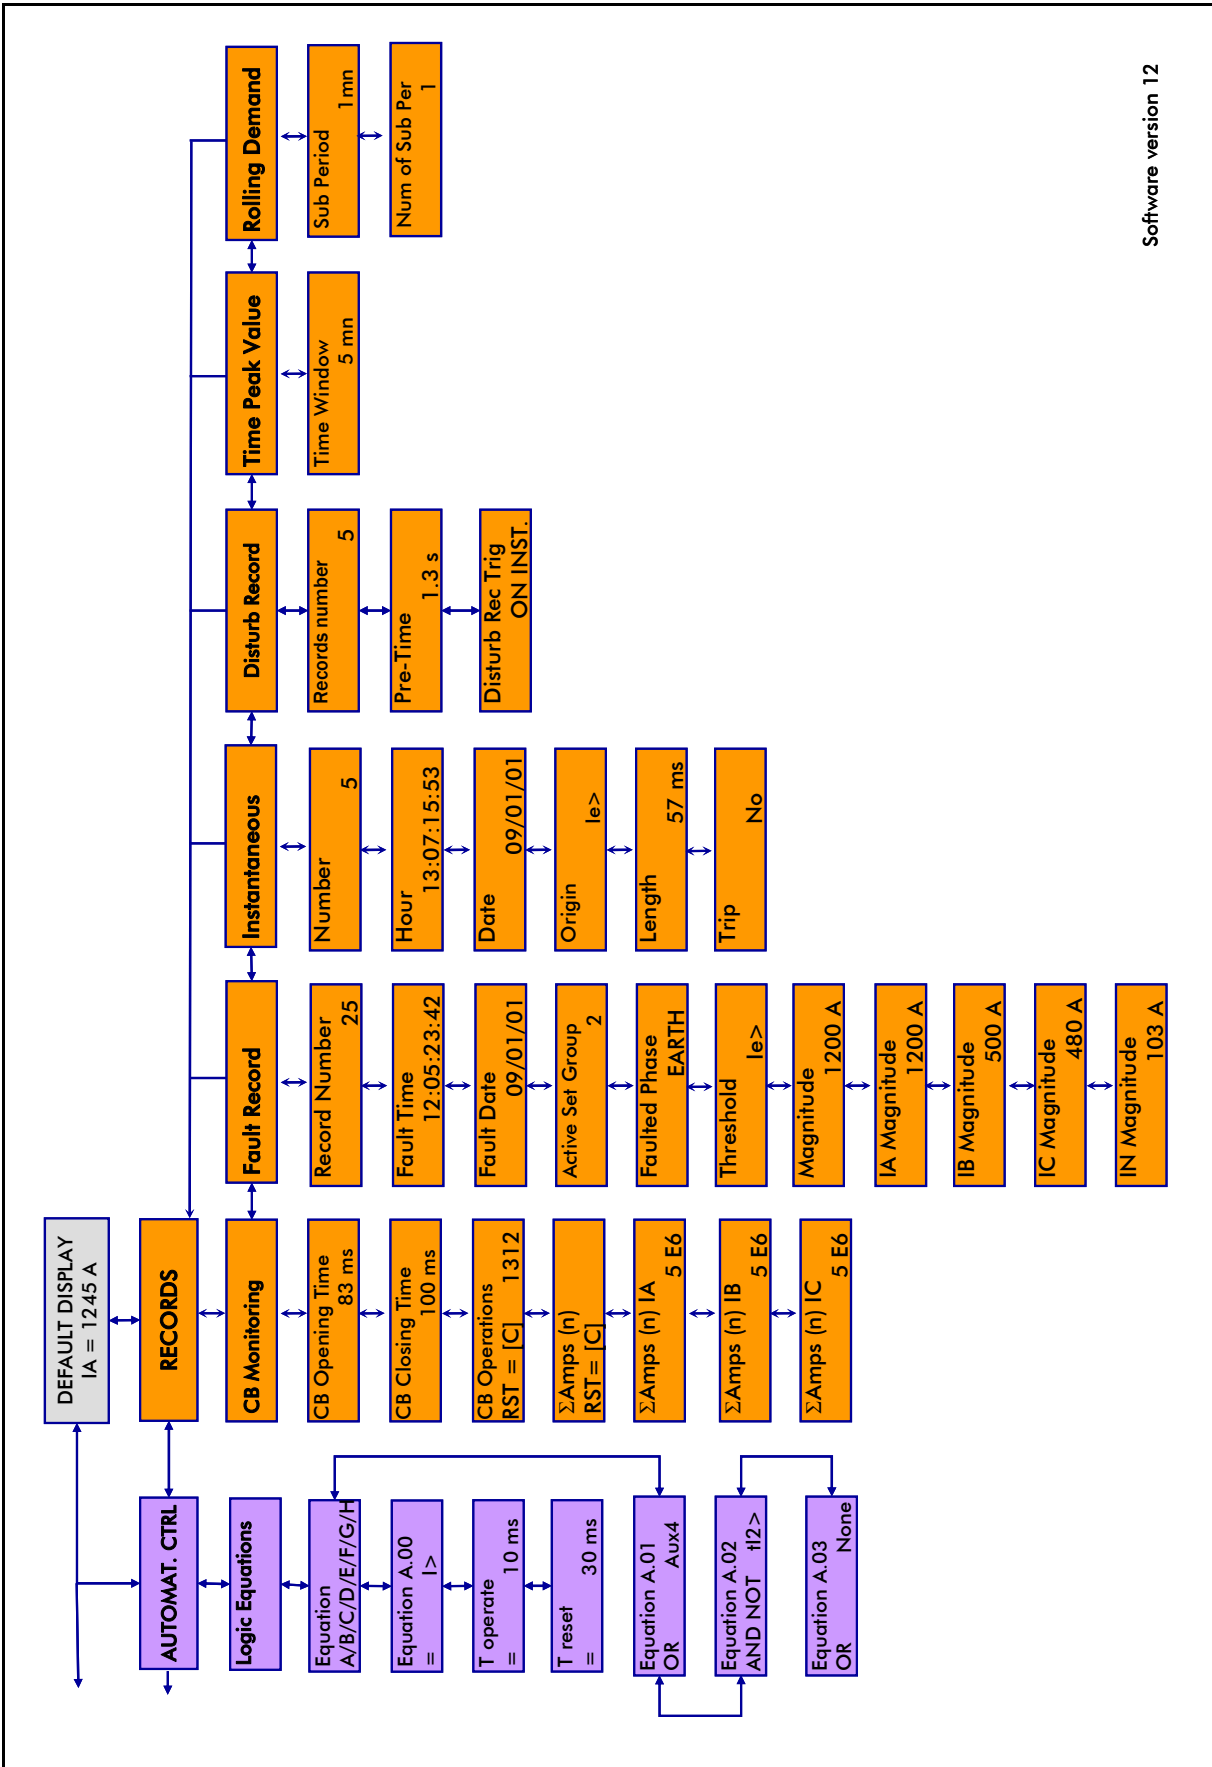 DEFAULT DISPLAY
IA = 1245 A
AUTOMAT. CTRL
Logic Equations
Equation
A/B/C/D/E/F/G/H
Equation A.00
= I>
T operate
= 10 ms
T reset
= 30 ms
Equation A.01
OR Aux4
Equation A.02
AND NOT tI2>
Equation A.03
OR None
RECORDS
CB Monitoring
CB Opening Time
83 ms
CB Closing Time
100 ms
CB Operations
RST = [C] 1312
ΣAmps (n)
RST = [C]
ΣAmps (n) IA
5 E6
ΣAmps (n) IB
5 E6
ΣAmps (n) IC
5 E6
Fault Record
Record Number
25
Fault Time
12:05:23:42
Fault Date
09/01/01
Active Set Group
2
Faulted Phase
EARTH
Threshold
Ie>
Magnitude
1200 A
IA Magnitude
1200 A
IB Magnitude
500 A
IC Magnitude
480 A
IN Magnitude
103 A
Instantaneous
Number
5
Hour
13:07:15:53
Date
09/01/01
Origin
Ie>
Length
57 ms
Trip
No
Disturb Record
Records number
5
Pre-Time
1.3 s
Disturb Rec Trig
ON INST.
Time Peak Value
Time Window
5 mn
Rolling Demand
Sub Period
1mn
Num of Sub Per
1
Software version 12